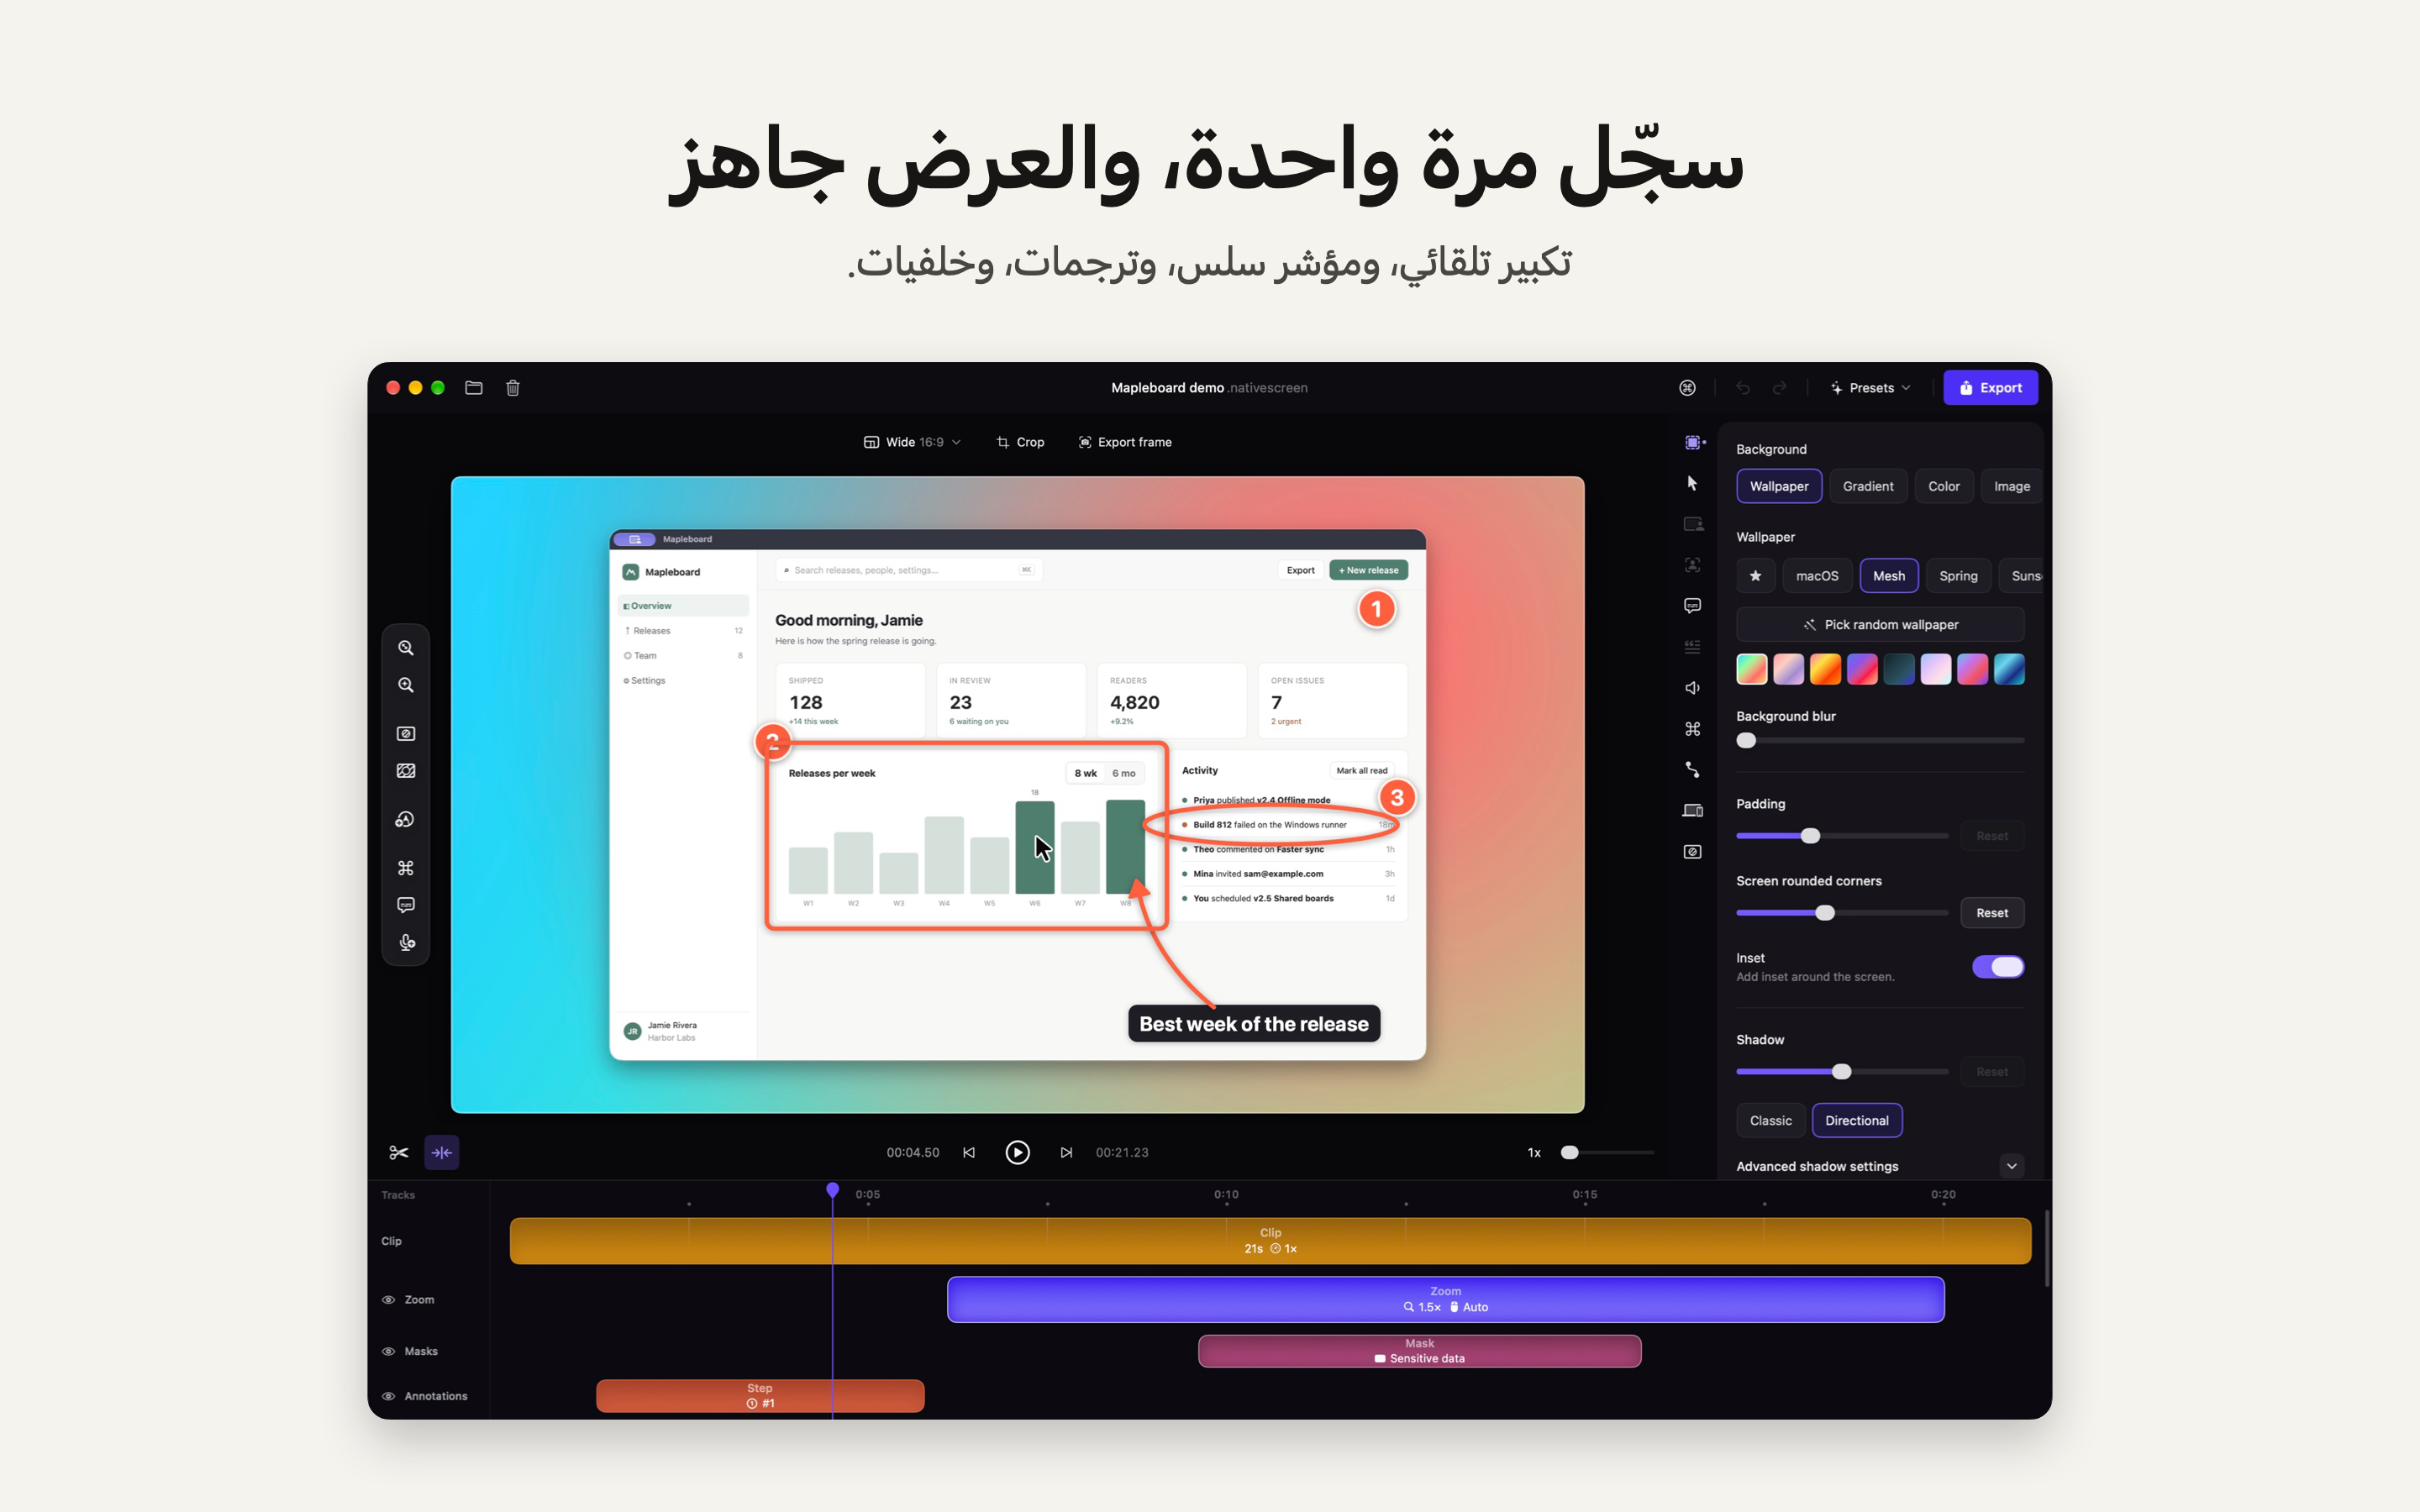 سجّل مرة واحدة، والعرض جاهز
تكبير تلقائي، ومؤشر سلس، وترجمات، وخلفيات.
Mapleboard demo.nativescreen
Presets
Export
Wide 16:9
Crop
Export frame
Mapleboard
Mapleboard
Search releases, people, settings...
⌘K
Export
+ New release
Overview
Releases 12
Team 8
Settings
Good morning, Jamie
Here is how the spring release is going.
1
SHIPPED
128
+14 this week
IN REVIEW
23
6 waiting on you
READERS
4,820
+9.2%
OPEN ISSUES
7
2 urgent
2
Releases per week
8 wk 6 mo
18
W1 W2 W3 W4 W5 W6 W7 W8
Activity
Mark all read
3
Priya published v2.4 Offline mode
Build 812 failed on the Windows runner 18m
Theo commented on Faster sync 1h
Mina invited sam@example.com 3h
You scheduled v2.5 Shared boards 1d
Best week of the release
JR
Jamie Rivera
Harbor Labs
Background
Wallpaper Gradient Color Image
Wallpaper
macOS Mesh Spring Suns
Pick random wallpaper
Background blur
Padding
Reset
Screen rounded corners
Reset
Inset
Add inset around the screen.
Shadow
Reset
Classic Directional
Advanced shadow settings
00:04.50
00:21.23
1x
Tracks
0:05 0:10 0:15 0:20
Clip
Clip
21s 1×
Zoom
Zoom
1.5× Auto
Masks
Mask
Sensitive data
Annotations
Step
#1